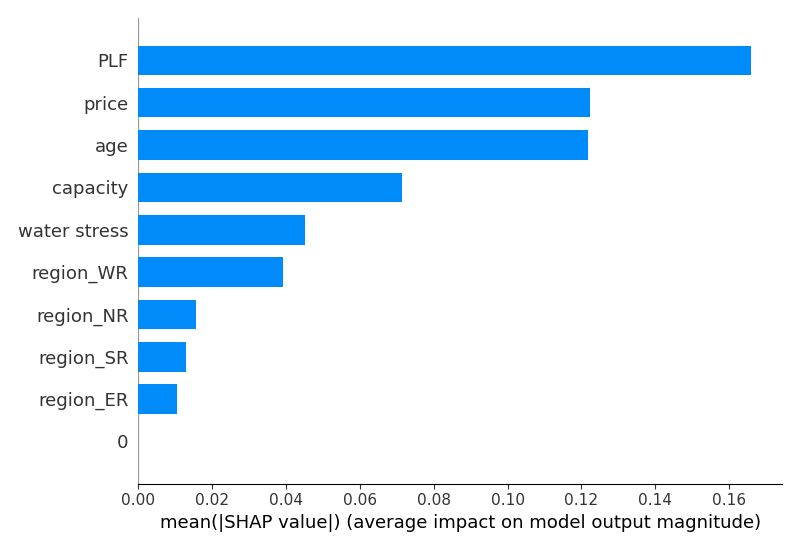 PLF
price
age
capacity
water stress
region_WR
region_NR
region_SR
region_ER
0
0.00 0.02 0.04 0.06 0.08 0.10 0.12 0.14 0.16
mean(|SHAP value|) (average impact on model output magnitude)